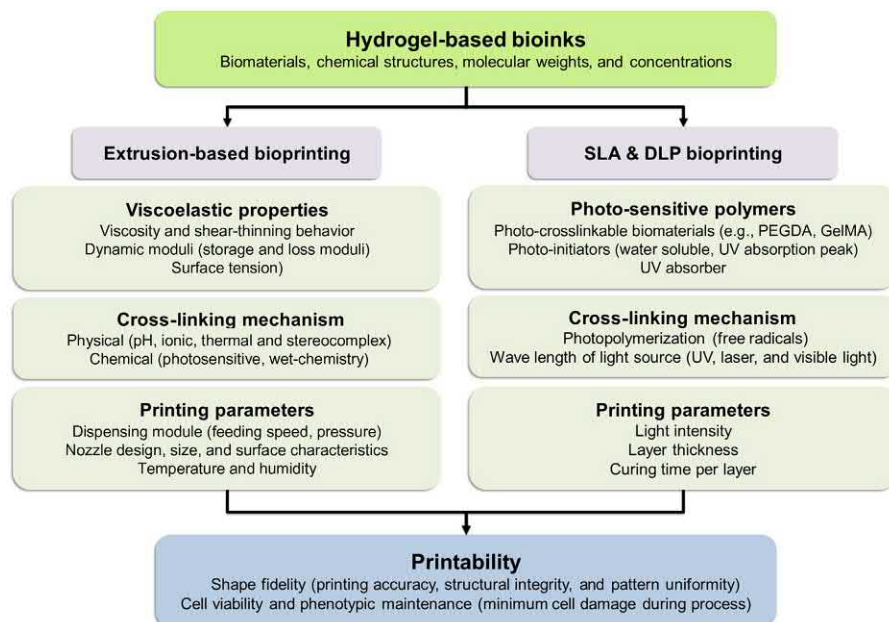 Hydrogel-based bioinks
Biomaterials, chemical structures, molecular weights, and concentrations
Extrusion-based bioprinting
Viscoelastic properties
Viscosity and shear-thinning behavior
Dynamic moduli (storage and loss moduli)
Surface tension)
Cross-linking mechanism
Physical (pH, ionic, thermal and stereocomplex)
Chemical (photosensitive, wet-chemistry)
Printing parameters
Dispensing module (feeding speed, pressure)
Nozzle design, size, and surface characteristics
Temperature and humidity
SLA & DLP bioprinting
Photo-sensitive polymers
Photo-crosslinkable biomaterials (e.g., PEGDA, GelMA)
Photo-initiators (water soluble, UV absorption peak)
UV absorber
Cross-linking mechanism
Photopolymerization (free radicals)
Wave length of light source (UV, laser, and visible light)
Printing parameters
Light intensity
Layer thickness
Curing time per layer
Printability
Shape fidelity (printing accuracy, structural integrity, and pattern uniformity)
Cell viability and phenotypic maintenance (minimum cell damage during process)